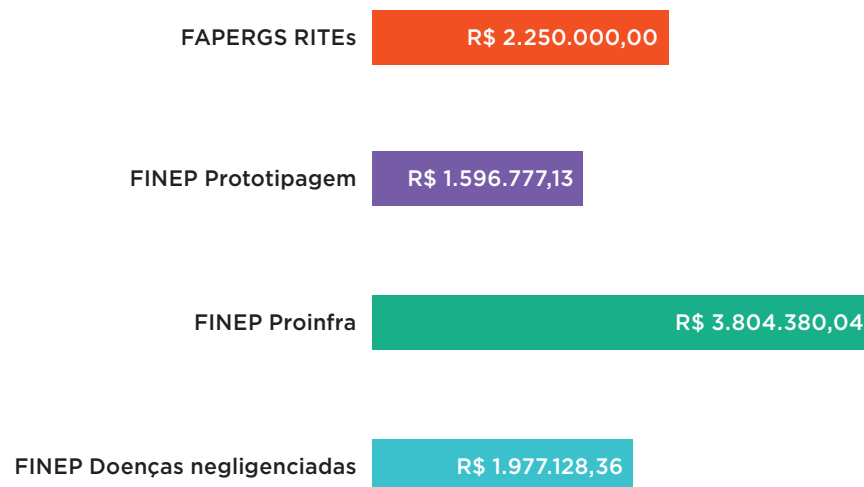 FAPERGS RITEs R$ 2.250.000,00
FINEP Prototipagem R$ 1.596.777,13
FINEP Proinfra R$ 3.804.380,04
FINEP Doenças negligenciadas R$ 1.977.128,36